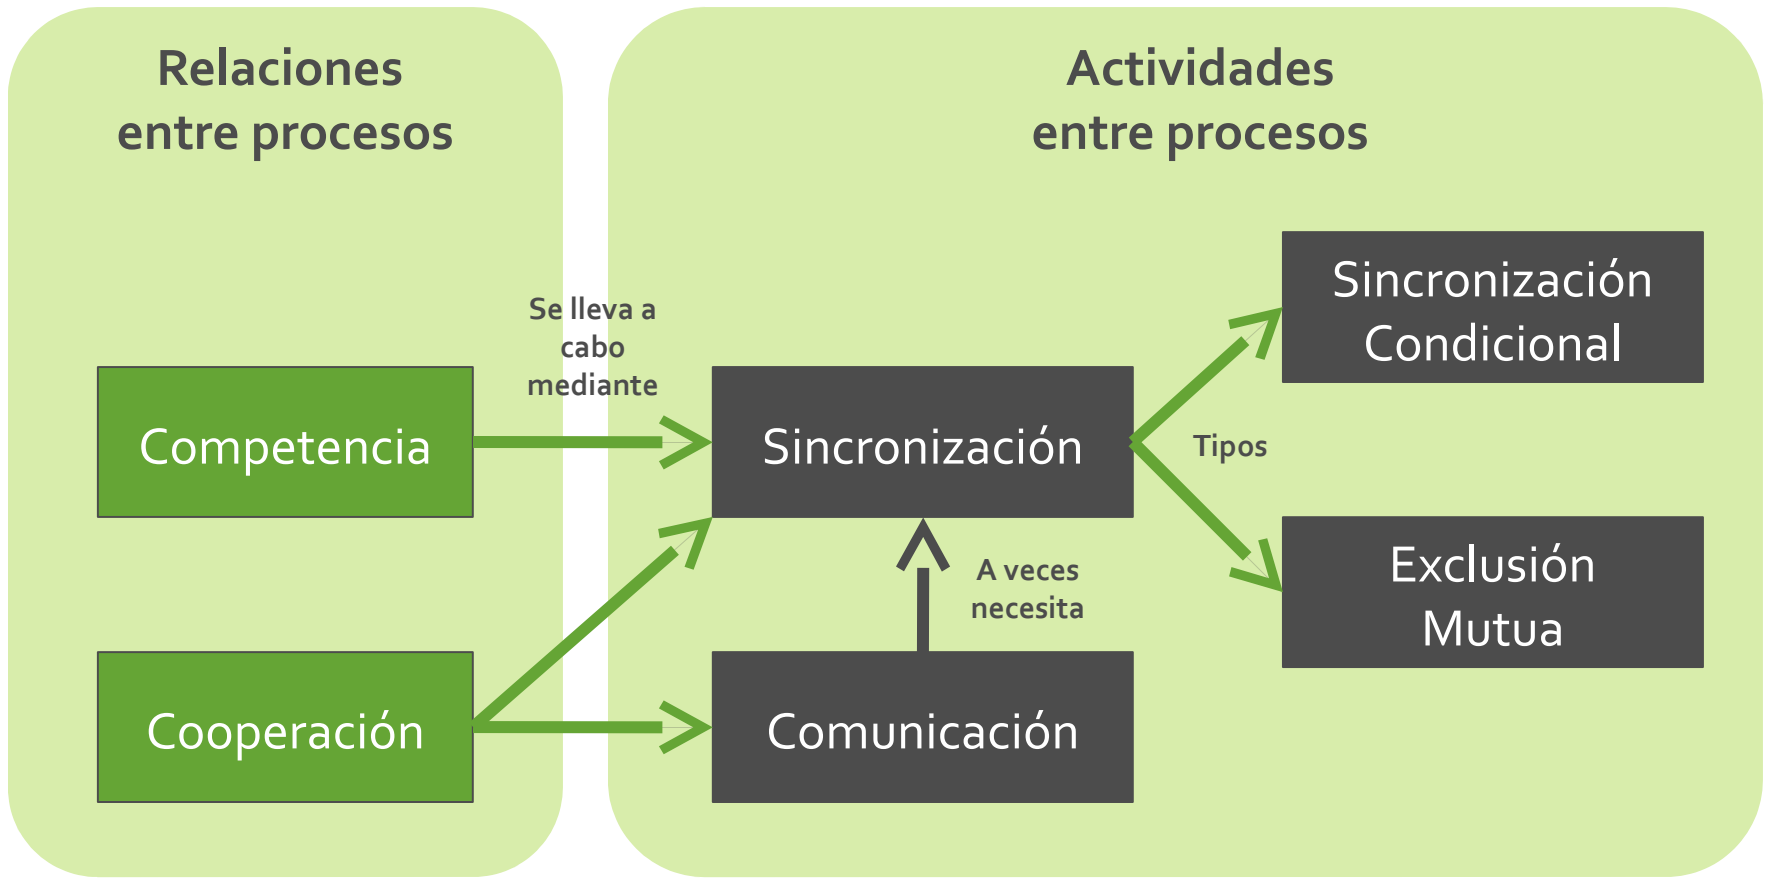 Relaciones
entre procesos
Actividades
entre procesos
Se lleva a
cabo
mediante
Competencia
Cooperación
Sincronización
A veces
necesita
Comunicación
Tipos
Sincronización
Condicional
Exclusión
Mutua